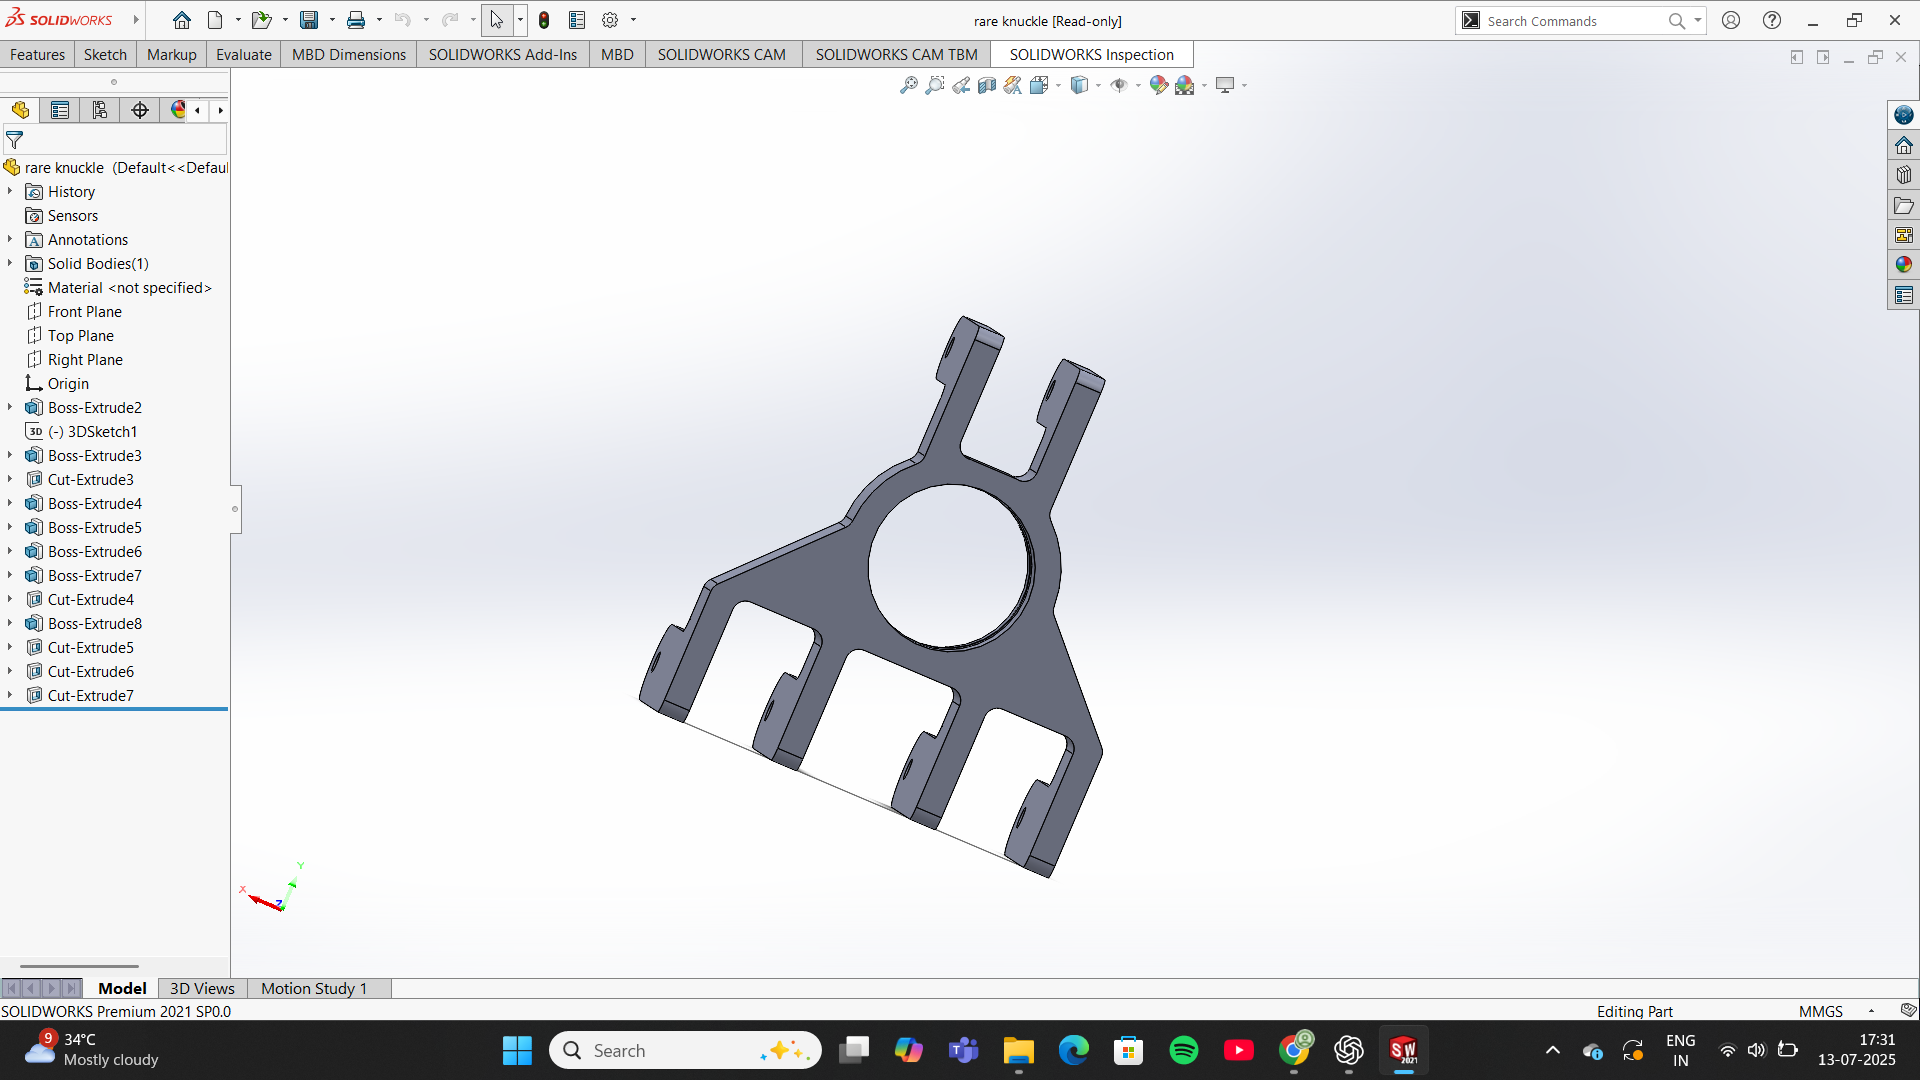 SOLIDWORKS
rare knuckle [Read-only]
Search Commands
Features
Sketch
Markup
Evaluate
MBD Dimensions
SOLIDWORKS Add-Ins
MBD
SOLIDWORKS CAM
SOLIDWORKS CAM TBM
SOLIDWORKS Inspection
rare knuckle (Default<<Defaul
History
Sensors
Annotations
Solid Bodies(1)
Material <not specified>
Front Plane
Top Plane
Right Plane
Origin
Boss-Extrude2
3D (-) 3DSketch1
Boss-Extrude3
Cut-Extrude3
Boss-Extrude4
Boss-Extrude5
Boss-Extrude6
Boss-Extrude7
Cut-Extrude4
Boss-Extrude8
Cut-Extrude5
Cut-Extrude6
Cut-Extrude7
Y
X
Z
Model
3D Views
Motion Study 1
SOLIDWORKS Premium 2021 SP0.0
Editing Part
MMGS
9
34°C
Mostly cloudy
Search
SW
2021
ENG
IN
17:31
13-07-2025